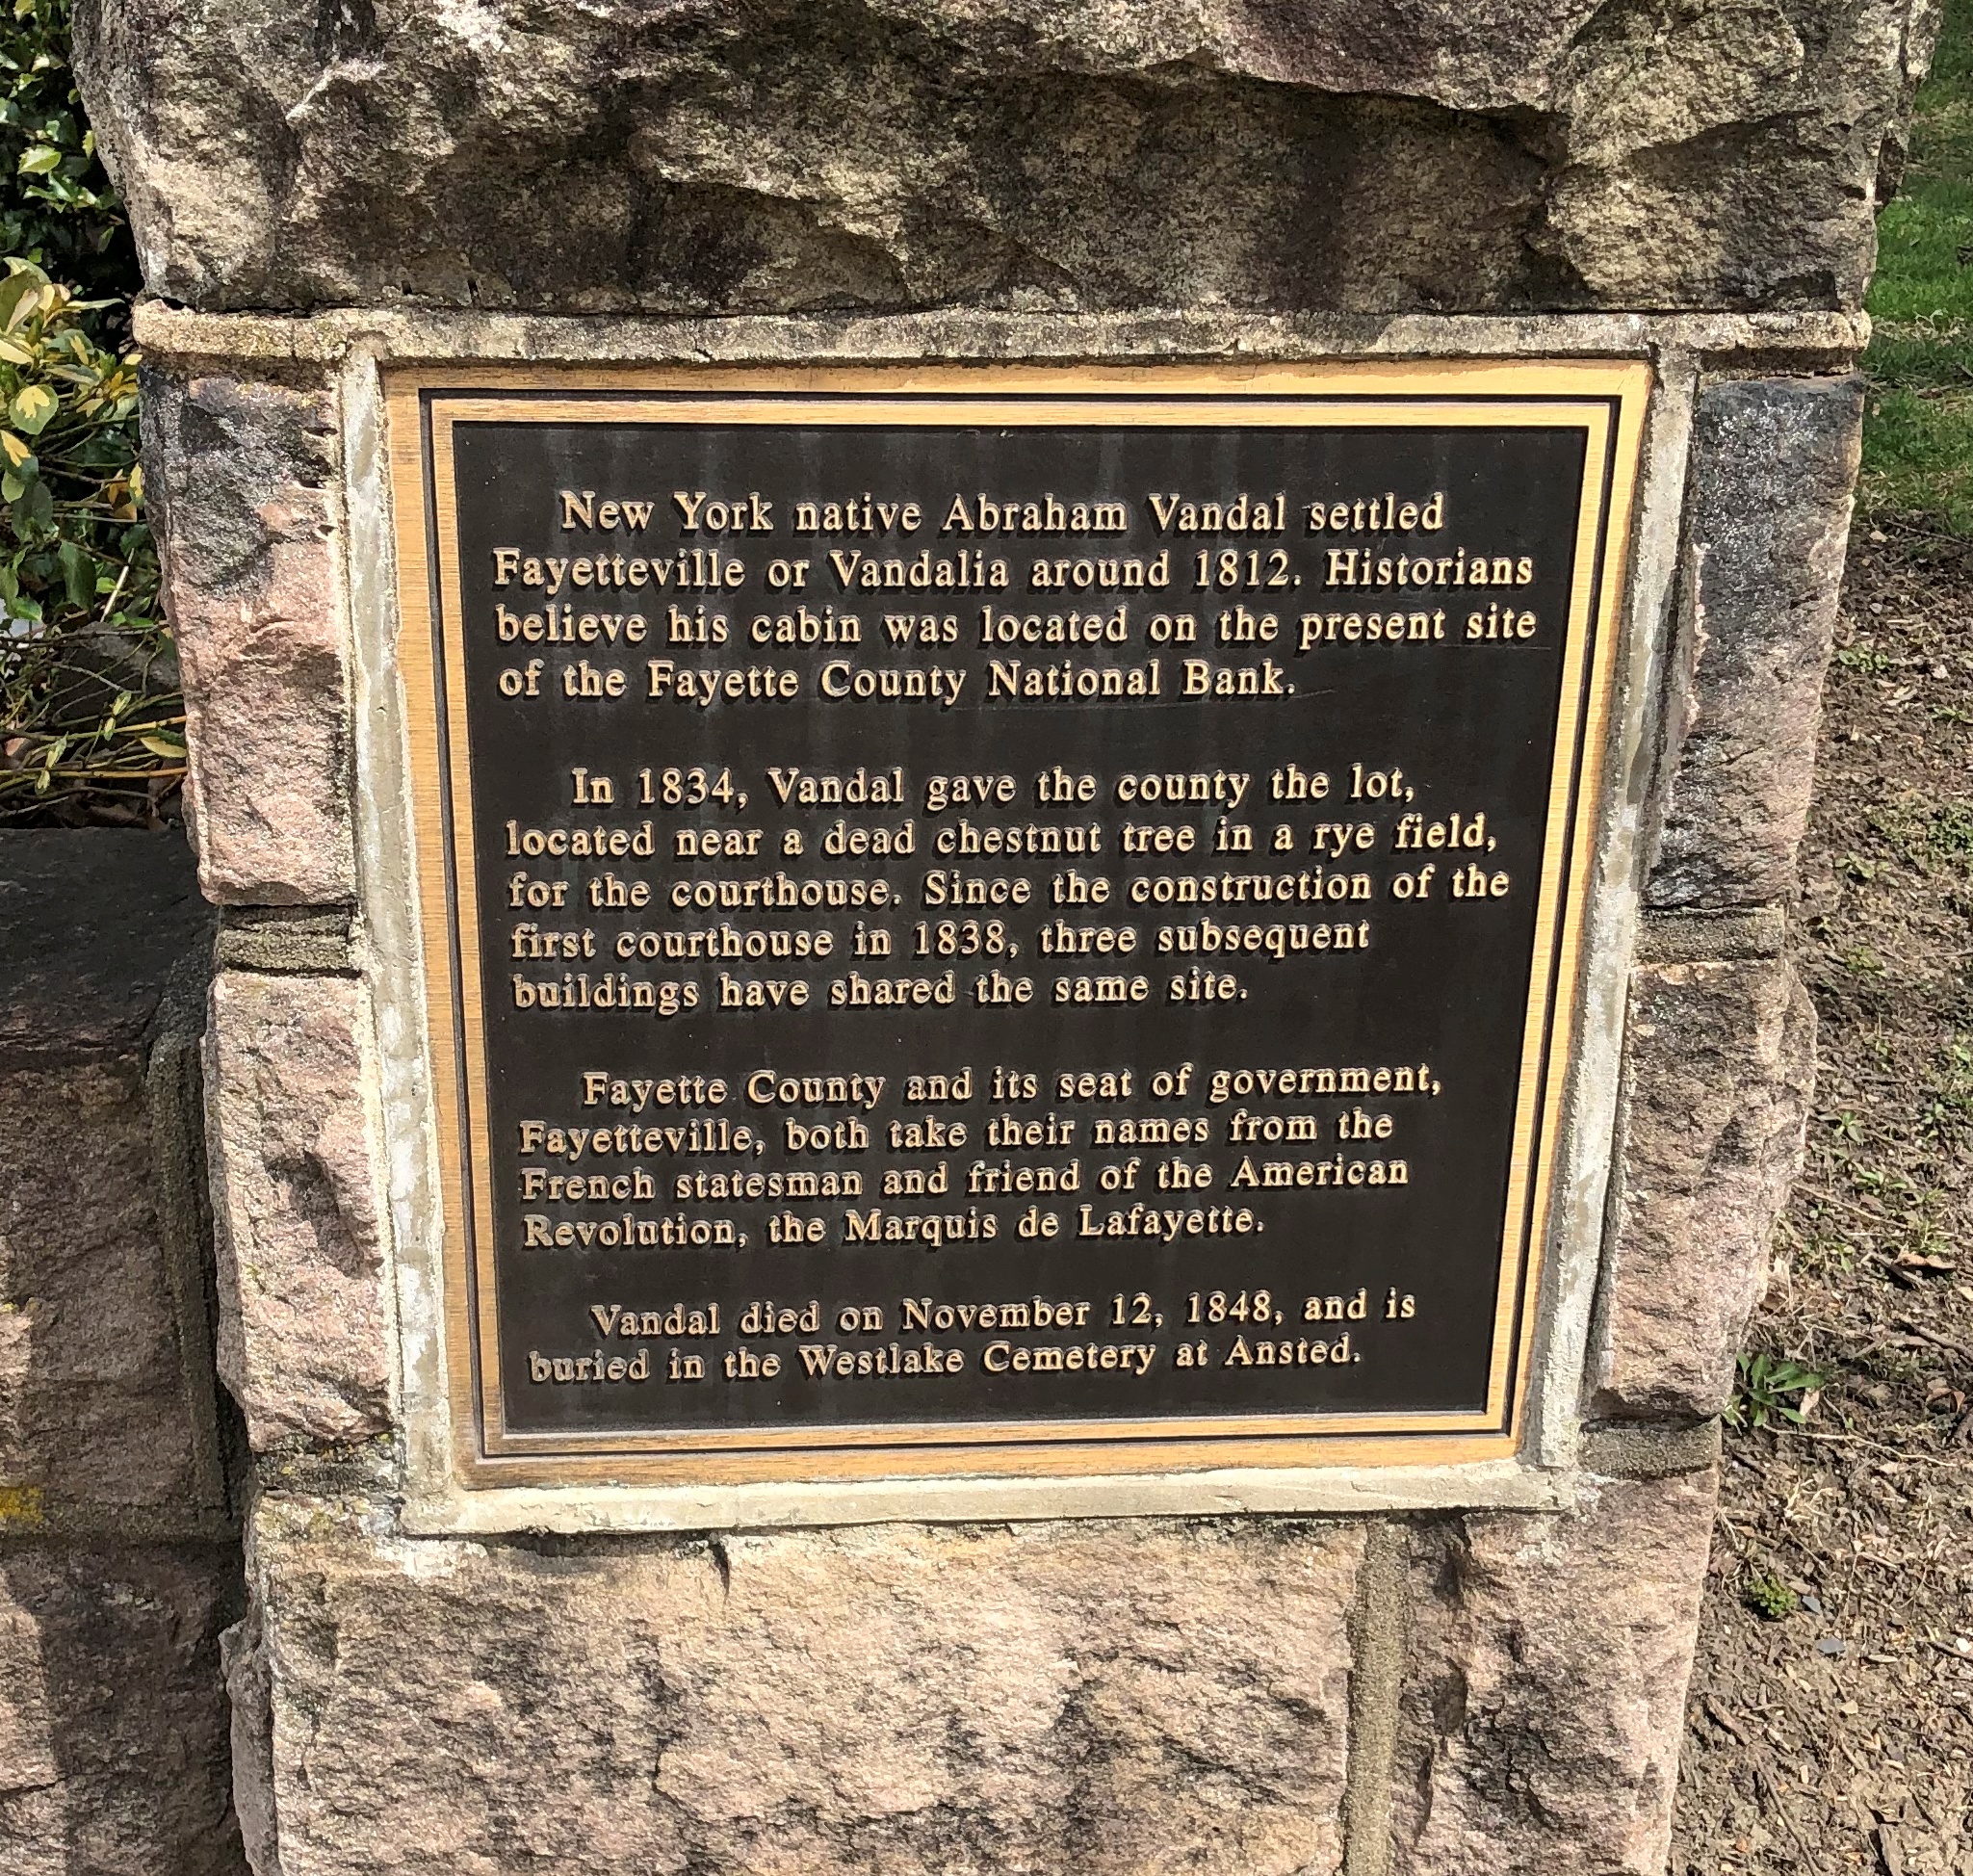 New York native Abraham Vandal settled
Fayetteville or Vandalia around 1812. Historians
believe his cabin was located on the present site
of the Fayette County National Bank.
In 1834, Vandal gave the county the lot,
located near a dead chestnut tree in a rye field,
for the courthouse. Since the construction of the
first courthouse in 1838, three subsequent
buildings have shared the same site.
Fayette County and its seat of government,
Fayetteville, both take their names from the
French statesman and friend of the American
Revolution, the Marquis de Lafayette.
Vandal died on November 12, 1848, and is
buried in the Westlake Cemetery at Ansted.